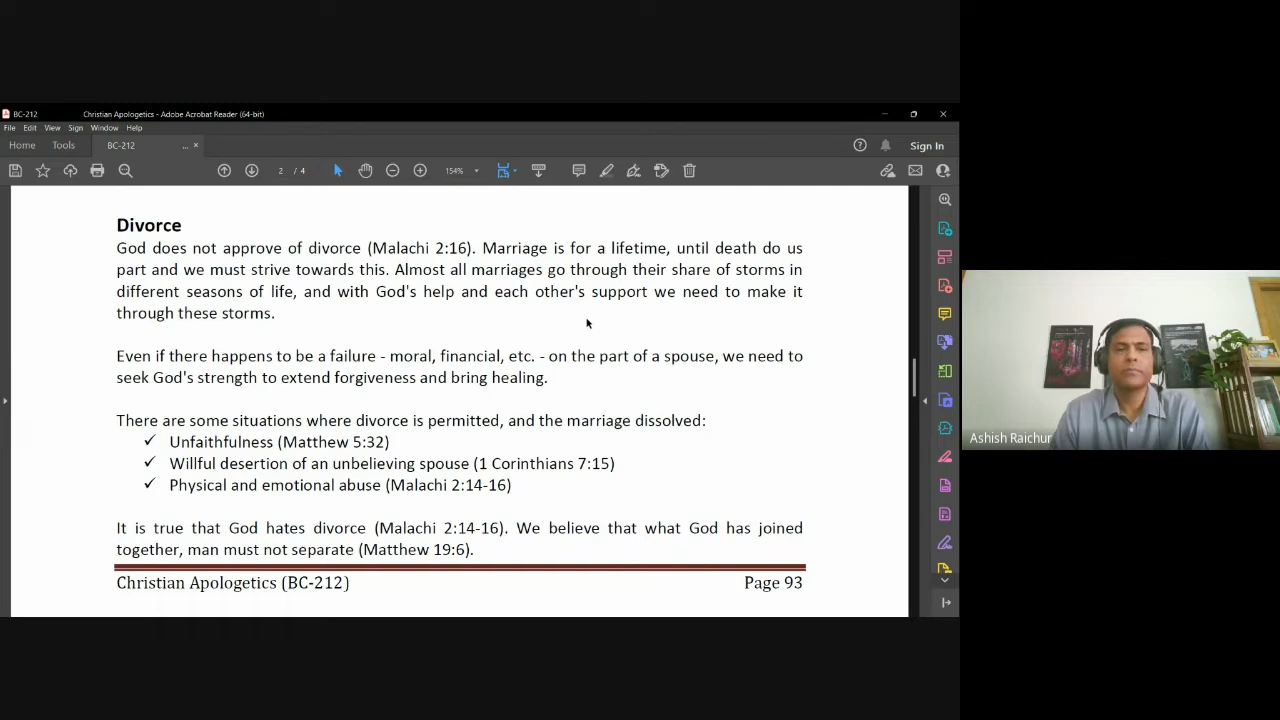 BC-212 Christian Apologetics - Adobe Acrobat Reader (64-bit)
File Edit View Sign Window Help
Home Tools BC-212 ... × Sign In
2 / 4 154%
Divorce
God does not approve of divorce (Malachi 2:16). Marriage is for a lifetime, until death do us
part and we must strive towards this. Almost all marriages go through their share of storms in
different seasons of life, and with God's help and each other's support we need to make it
through these storms.
Even if there happens to be a failure - moral, financial, etc. - on the part of a spouse, we need to
seek God's strength to extend forgiveness and bring healing.
There are some situations where divorce is permitted, and the marriage dissolved:
✓ Unfaithfulness (Matthew 5:32)
✓ Willful desertion of an unbelieving spouse (1 Corinthians 7:15)
✓ Physical and emotional abuse (Malachi 2:14-16)
It is true that God hates divorce (Malachi 2:14-16). We believe that what God has joined
together, man must not separate (Matthew 19:6).
Christian Apologetics (BC-212) Page 93
Ashish Raichur